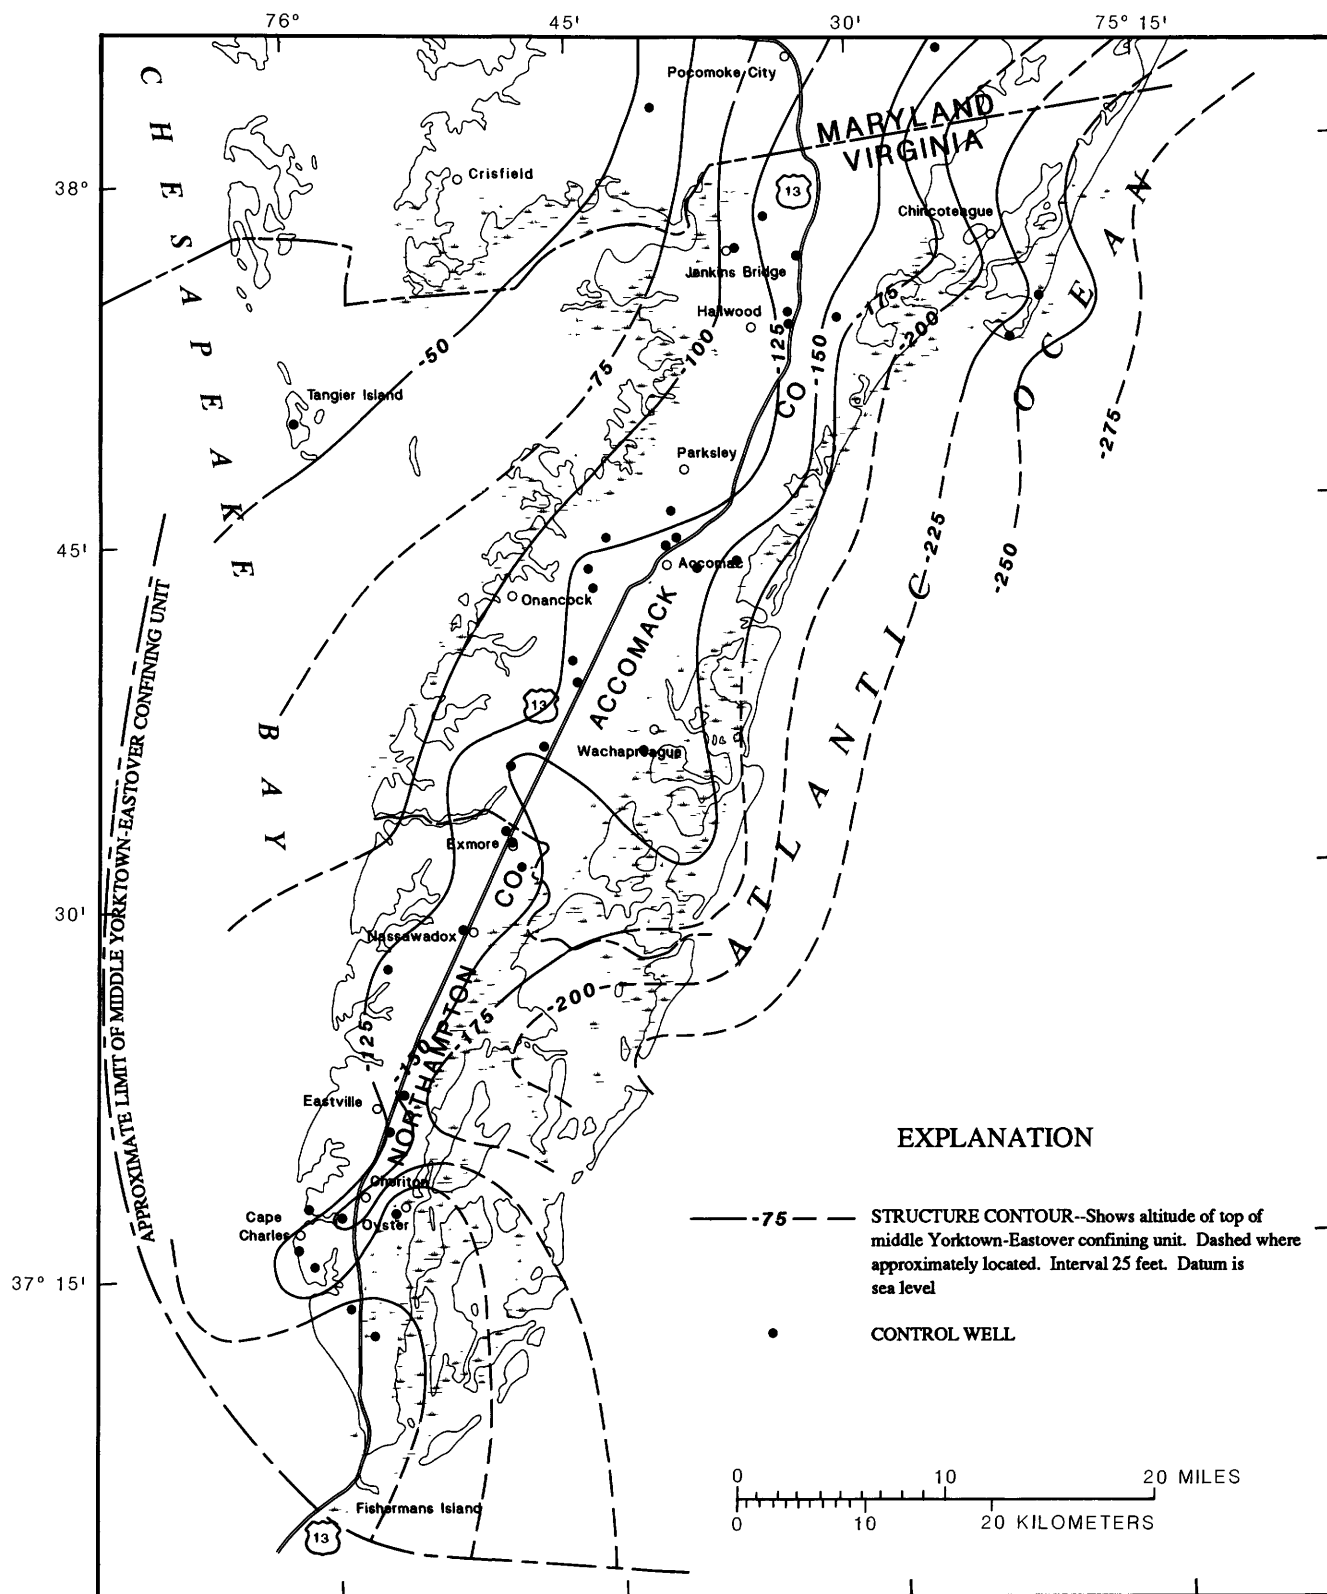 76° 45' 30' 75° 15'
Pocomoke City
MARYLAND
VIRGINIA
38°
Crisfield
13
Chincoteague
Jenkins Bridge
Hallwood
-50
-75
-100
-125
-150
-175
-200
-275
Tangier Island
CO
Parksley
CHESAPEAKE
BAY
ATLANTIC
OCEAN
-225
-250
45'
Accomac
Onancock
ACCOMACK
13
Wachapreague
APPROXIMATE LIMIT OF MIDDLE YORKTOWN-EASTOVER CONFINING UNIT
Exmore
CO
30'
Nassawadox
NORTHAMPTON
-200
-175
-125
-150
Eastville
Cheriton
Cape
Charles
Oyster
37° 15'
Fishermans Island
13
EXPLANATION
-75
STRUCTURE CONTOUR--Shows altitude of top of
middle Yorktown-Eastover confining unit. Dashed where
approximately located. Interval 25 feet. Datum is
sea level
CONTROL WELL
0 10 20 MILES
0 10 20 KILOMETERS